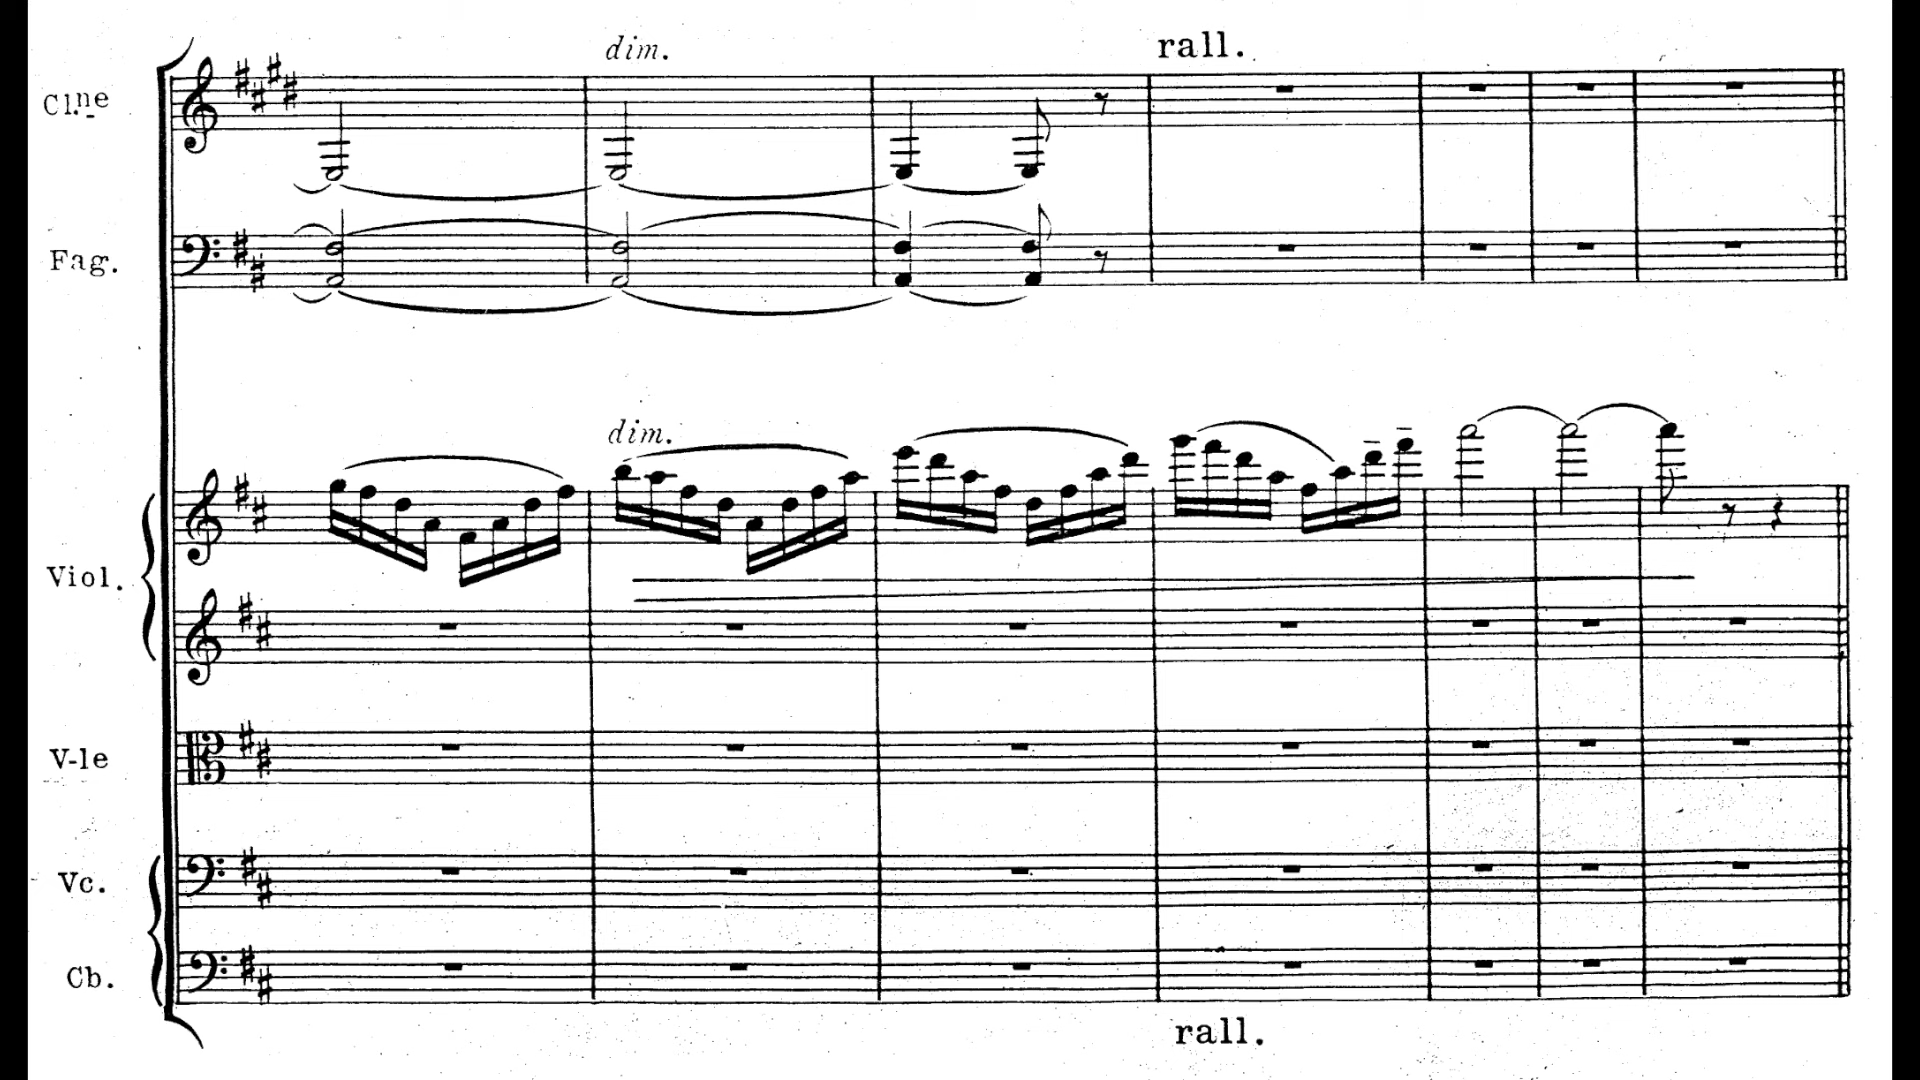 dim.
rall.
Cl.ne
Fag.
dim.
Viol.
V-le
Vc.
Cb.
rall.